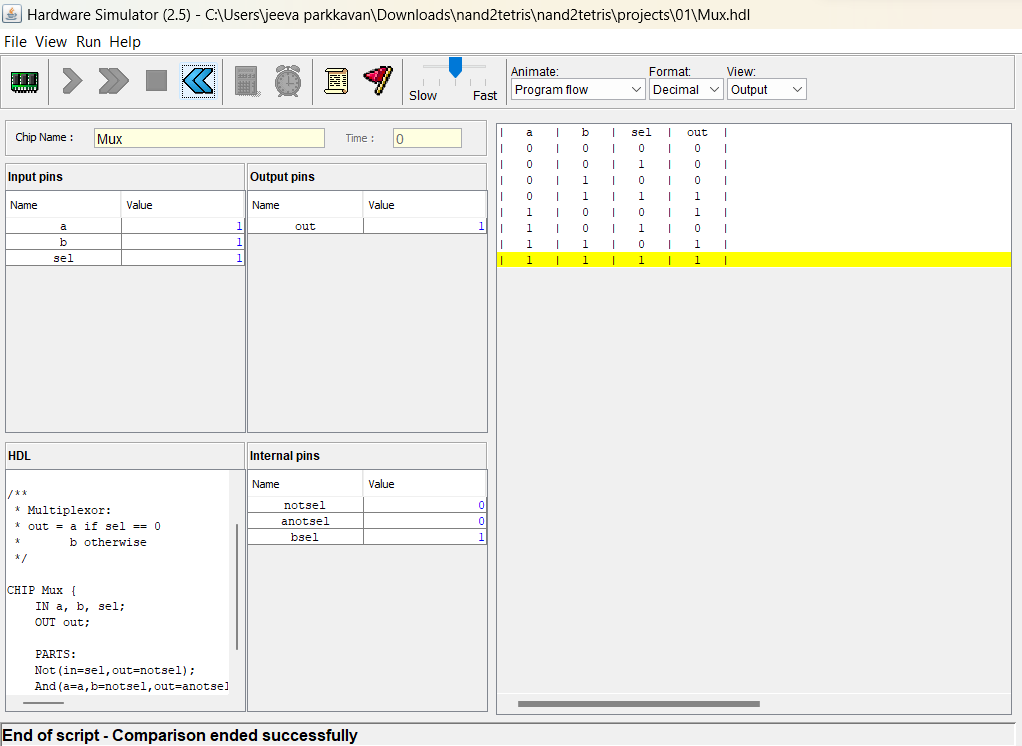 Hardware Simulator (2.5) - C:\Users\jeeva parkkavan\Downloads\nand2tetris\nand2tetris\projects\01\Mux.hdl
File View Run Help
Slow Fast
Animate: Format: View:
Program flow Decimal Output
Chip Name : Mux Time : 0
Input pins
Name Value
a 1
b 1
sel 1
Output pins
Name Value
out 1
HDL
/**
* Multiplexor:
* out = a if sel == 0
* b otherwise
*/
CHIP Mux {
IN a, b, sel;
OUT out;
PARTS:
Not(in=sel,out=notsel);
And(a=a,b=notsel,out=anotsel
Internal pins
Name Value
notsel 0
anotsel 0
bsel 1
| a | b | sel | out |
| 0 | 0 | 0 | 0 |
| 0 | 0 | 1 | 0 |
| 0 | 1 | 0 | 0 |
| 0 | 1 | 1 | 1 |
| 1 | 0 | 0 | 1 |
| 1 | 0 | 1 | 0 |
| 1 | 1 | 0 | 1 |
| 1 | 1 | 1 | 1 |
End of script - Comparison ended successfully